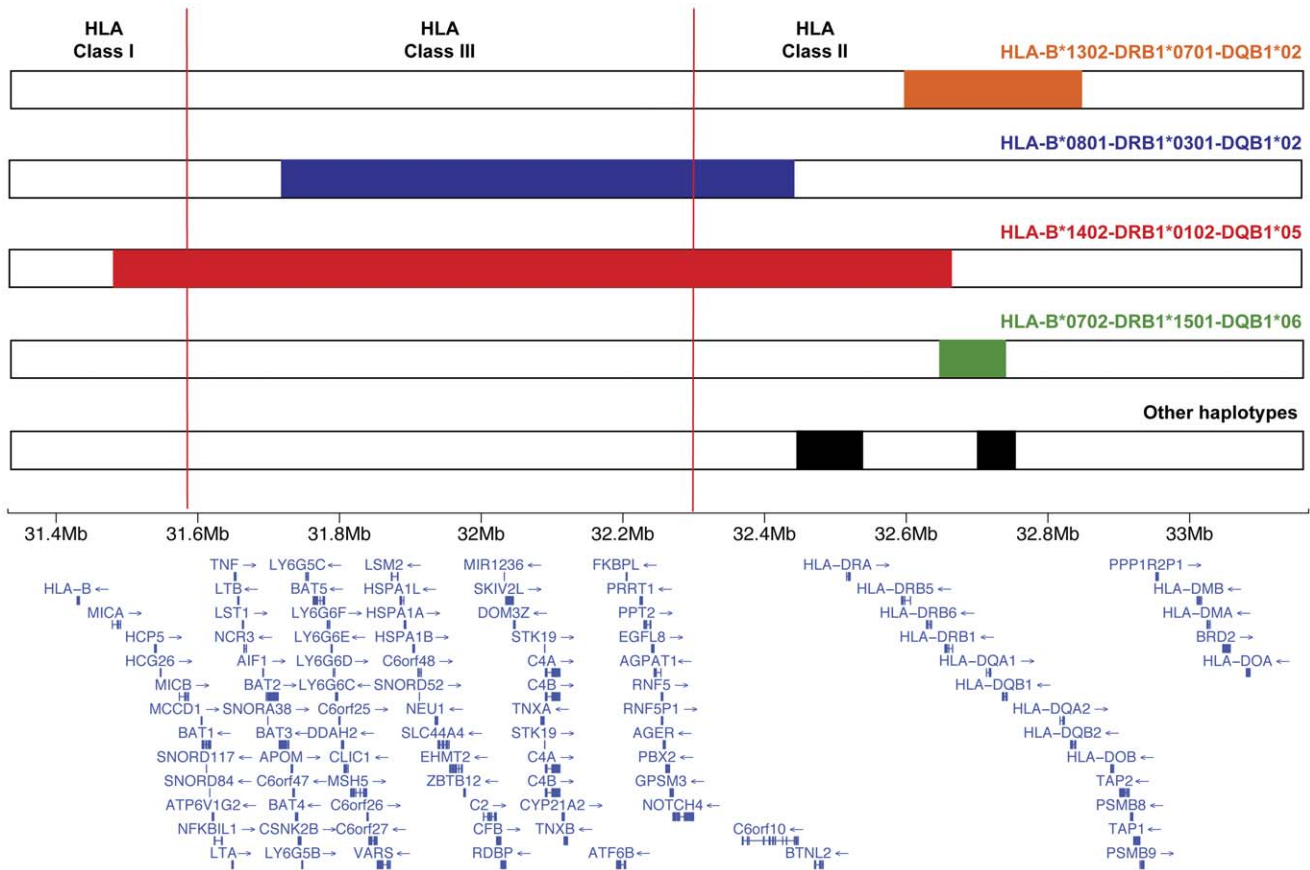 HLA
Class I
HLA
Class III
HLA
Class II
HLA-B*1302-DRB1*0701-DQB1*02
HLA-B*0801-DRB1*0301-DQB1*02
HLA-B*1402-DRB1*0102-DQB1*05
HLA-B*0702-DRB1*1501-DQB1*06
Other haplotypes
31.4Mb 31.6Mb 31.8Mb 32Mb 32.2Mb 32.4Mb 32.6Mb 32.8Mb 33Mb
TNF → LY6G5C ← LSM2 ← MIR1236 ← FKBPL ← HLA-DRA → PPP1R2P1 →
HLA-B ← LTB ← BAT5 ← HSPA1L ← SKIV2L → PRRT1 ← HLA-DRB5 ← HLA-DMB ←
MICA → LST1 → LY6G6F → HSPA1A → DOM3Z ← PPT2 → HLA-DRB6 ← HLA-DMA ←
HCP5 → NCR3 ← LY6G6E ← HSPA1B → STK19 → EGFL8 → HLA-DRB1 ← BRD2 →
HCG26 → AIF1 → LY6G6D → C6orf48 → C4A → AGPAT1 ← HLA-DQA1 → HLA-DOA ←
MICB → BAT2 → LY6G6C ← SNORD52 → C4B → RNF5 → HLA-DQB1 ←
MCCD1 → SNORA38 → C6orf25 → NEU1 ← TNXA ← RNF5P1 → HLA-DQA2 →
BAT1 ← BAT3 ← DDAH2 ← SLC44A4 ← STK19 → AGER ← HLA-DQB2 ←
SNORD117 ← APOM → CLIC1 ← EHMT2 ← C4A → PBX2 ← HLA-DOB ←
SNORD84 ← C6orf47 ← MSH5 → ZBTB12 ← C4B → GPSM3 ← TAP2 ←
ATP6V1G2 ← BAT4 ← C6orf26 → C2 → CYP21A2 → NOTCH4 ← PSMB8 ←
NFKBIL1 → CSNK2B → C6orf27 ← CFB → TNXB ← C6orf10 ← TAP1 ←
LTA → LY6G5B → VARS ← RDBP ← ATF6B ← BTNL2 ← PSMB9 →